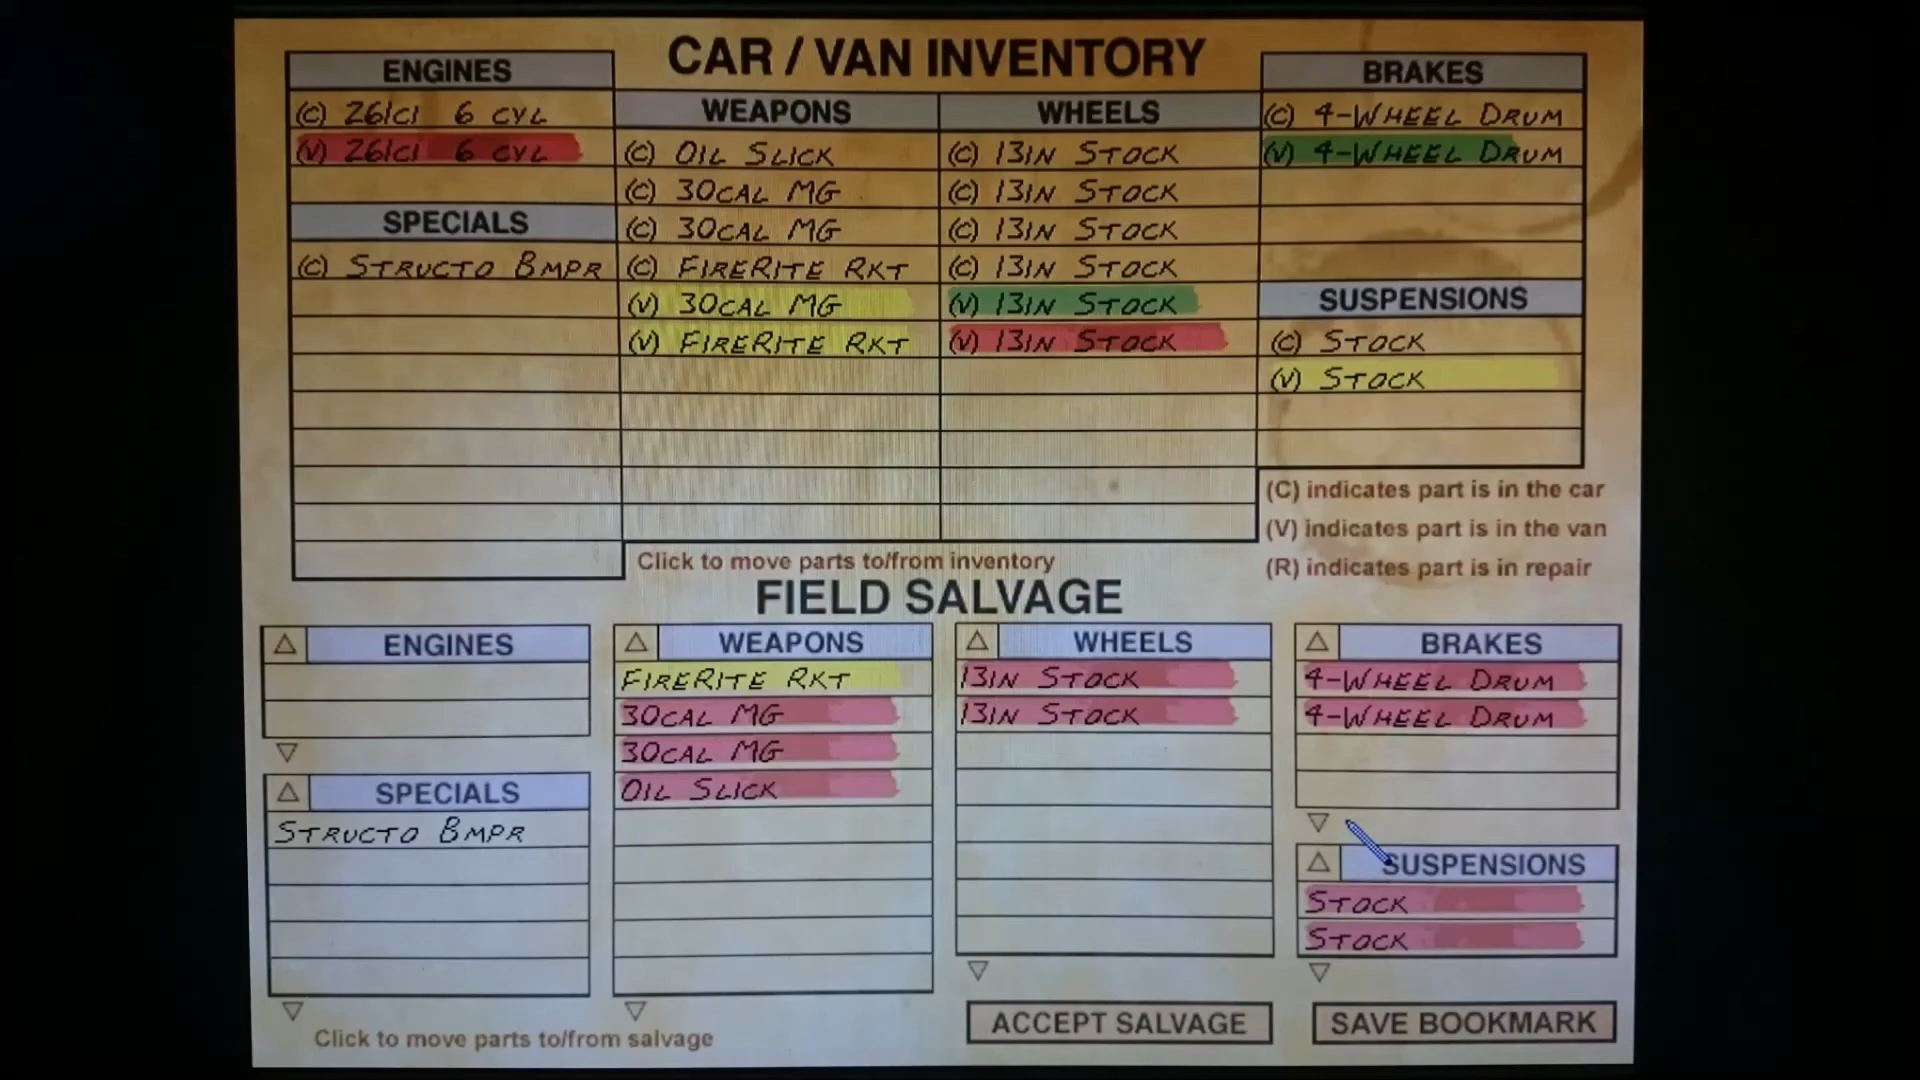 CAR / VAN INVENTORY
ENGINES
(C) 261CI 6 CYL
(V) 261CI 6 CYL
SPECIALS
(C) STRUCTO BMPR
WEAPONS
(C) OIL SLICK
(C) 30CAL MG
(C) 30CAL MG
(C) FIRERITE RKT
(V) 30CAL MG
(V) FIRERITE RKT
WHEELS
(C) 13IN STOCK
(C) 13IN STOCK
(C) 13IN STOCK
(C) 13IN STOCK
(V) 13IN STOCK
(V) 13IN STOCK
BRAKES
(C) 4-WHEEL DRUM
(V) 4-WHEEL DRUM
SUSPENSIONS
(C) STOCK
(V) STOCK
(C) indicates part is in the car
(V) indicates part is in the van
(R) indicates part is in repair
Click to move parts to/from inventory
FIELD SALVAGE
ENGINES
SPECIALS
STRUCTO BMPR
WEAPONS
FIRERITE RKT
30CAL MG
30CAL MG
OIL SLICK
WHEELS
13IN STOCK
13IN STOCK
BRAKES
4-WHEEL DRUM
4-WHEEL DRUM
SUSPENSIONS
STOCK
STOCK
Click to move parts to/from salvage
ACCEPT SALVAGE
SAVE BOOKMARK